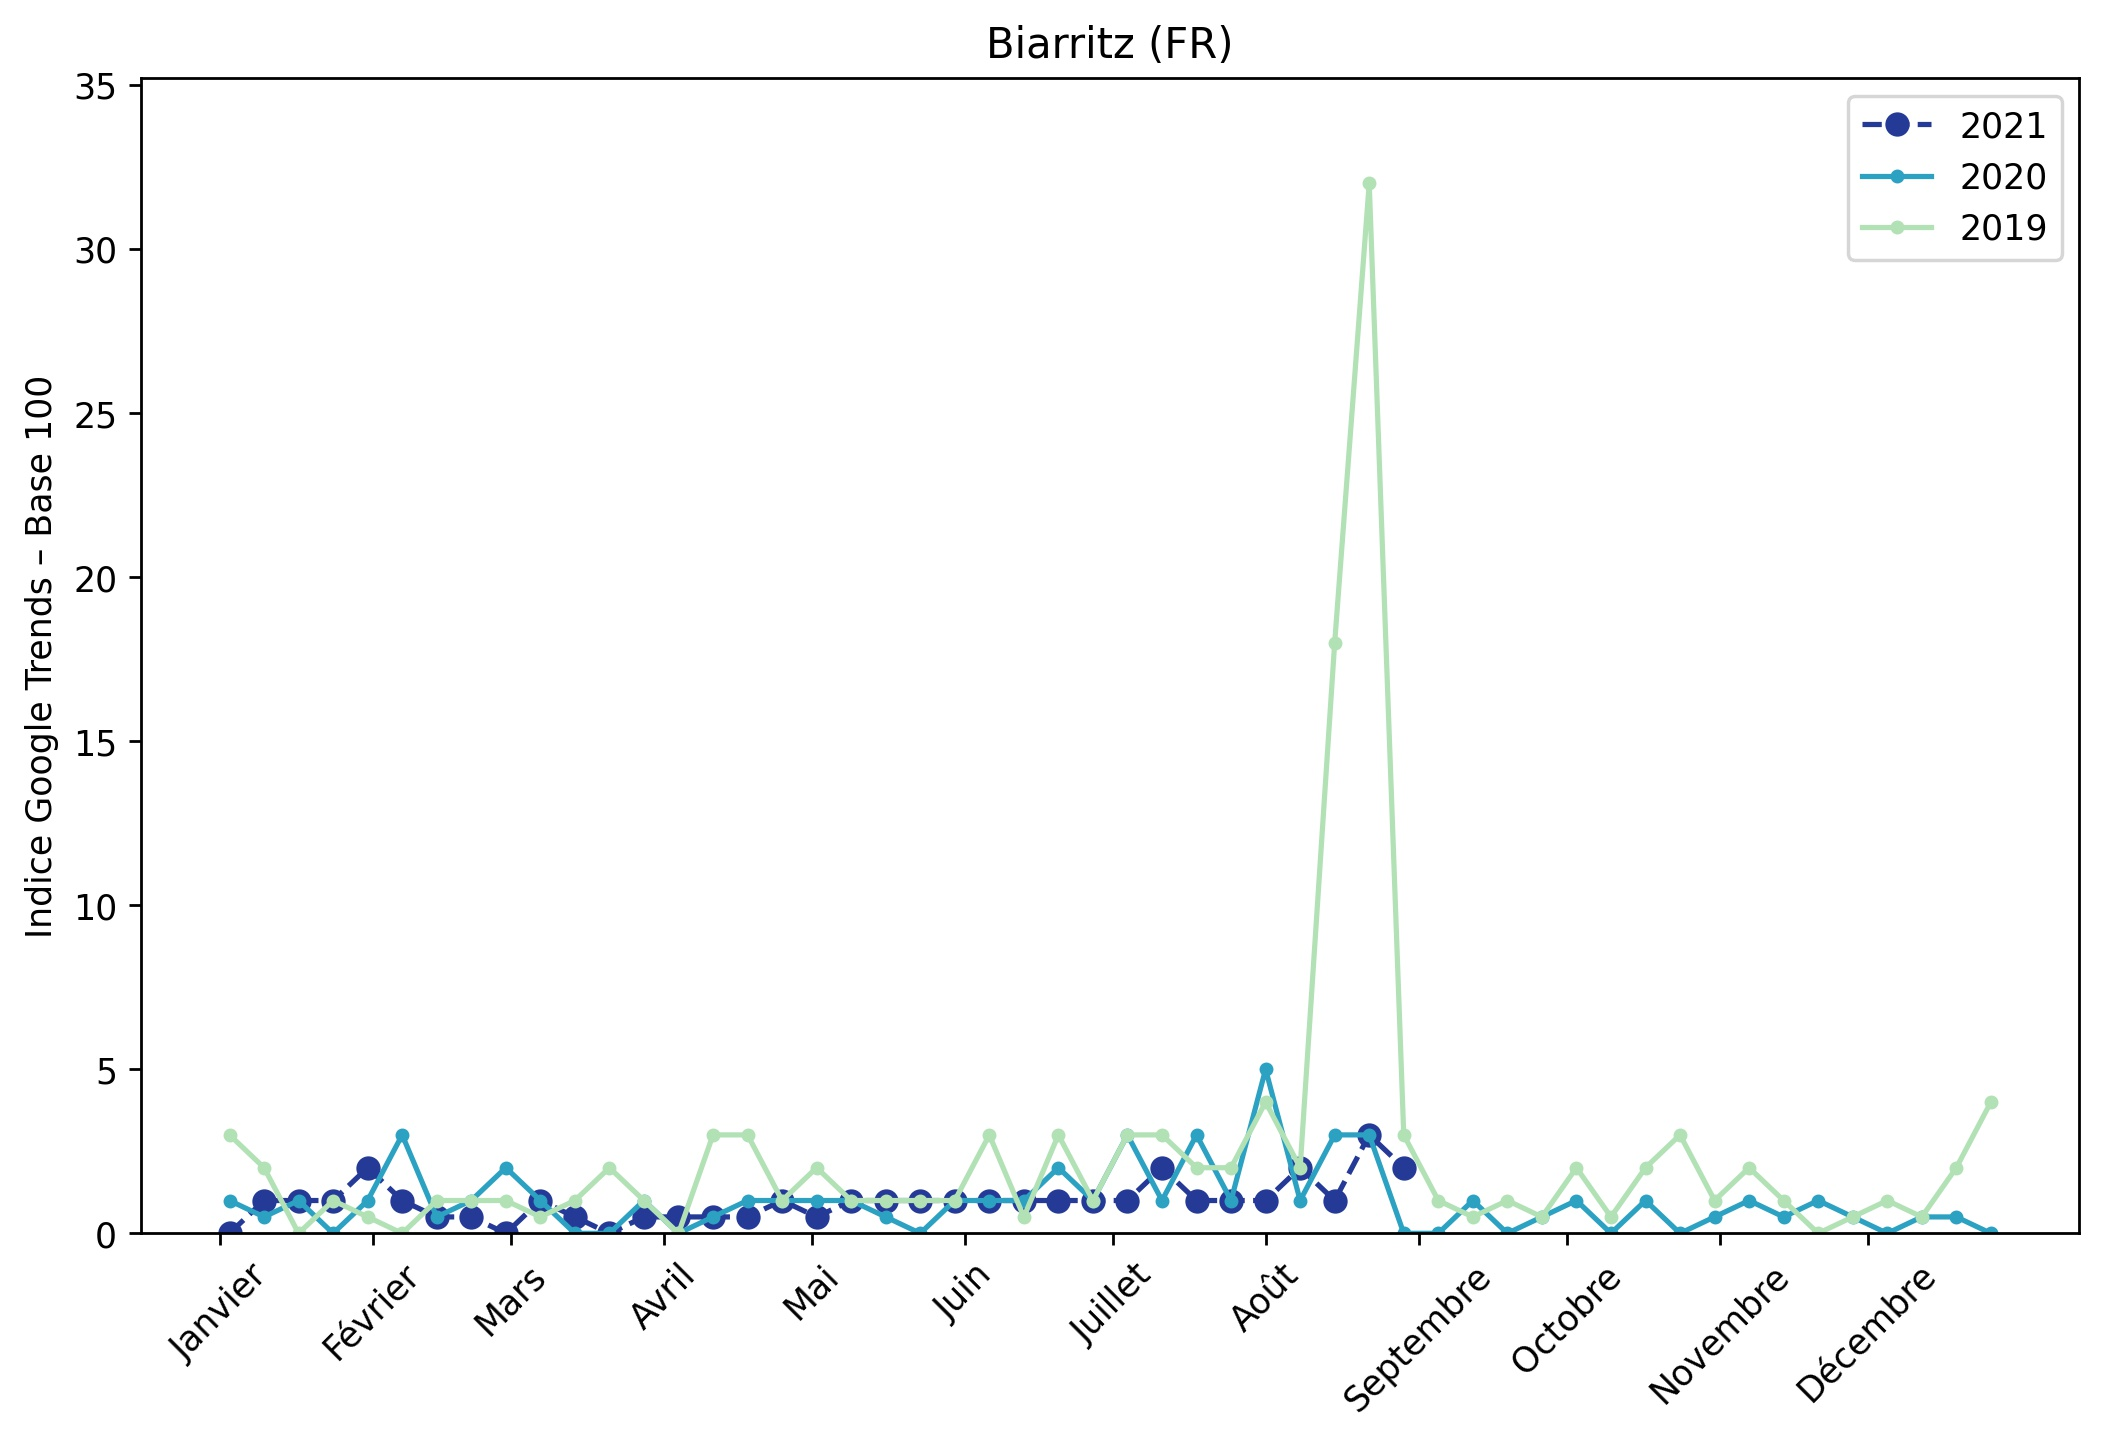 Biarritz (FR)
Indice Google Trends – Base 100
35
30
25
20
15
10
5
0
2021
2020
2019
Janvier
Février
Mars
Avril
Mai
Juin
Juillet
Août
Septembre
Octobre
Novembre
Décembre